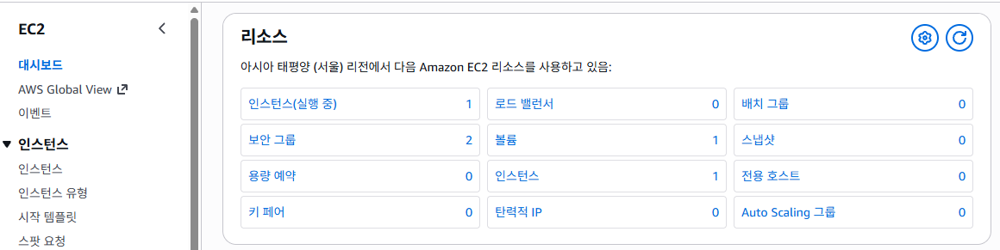 EC2
대시보드
AWS Global View
이벤트
인스턴스
인스턴스
인스턴스 유형
시작 템플릿
스팟 요청
리소스
아시아 태평양 (서울) 리전에서 다음 Amazon EC2 리소스를 사용하고 있음:
인스턴스(실행 중) 1 로드 밸런서 0 배치 그룹 0
보안 그룹 2 볼륨 1 스냅샷 0
용량 예약 0 인스턴스 1 전용 호스트 0
키 페어 0 탄력적 IP 0 Auto Scaling 그룹 0